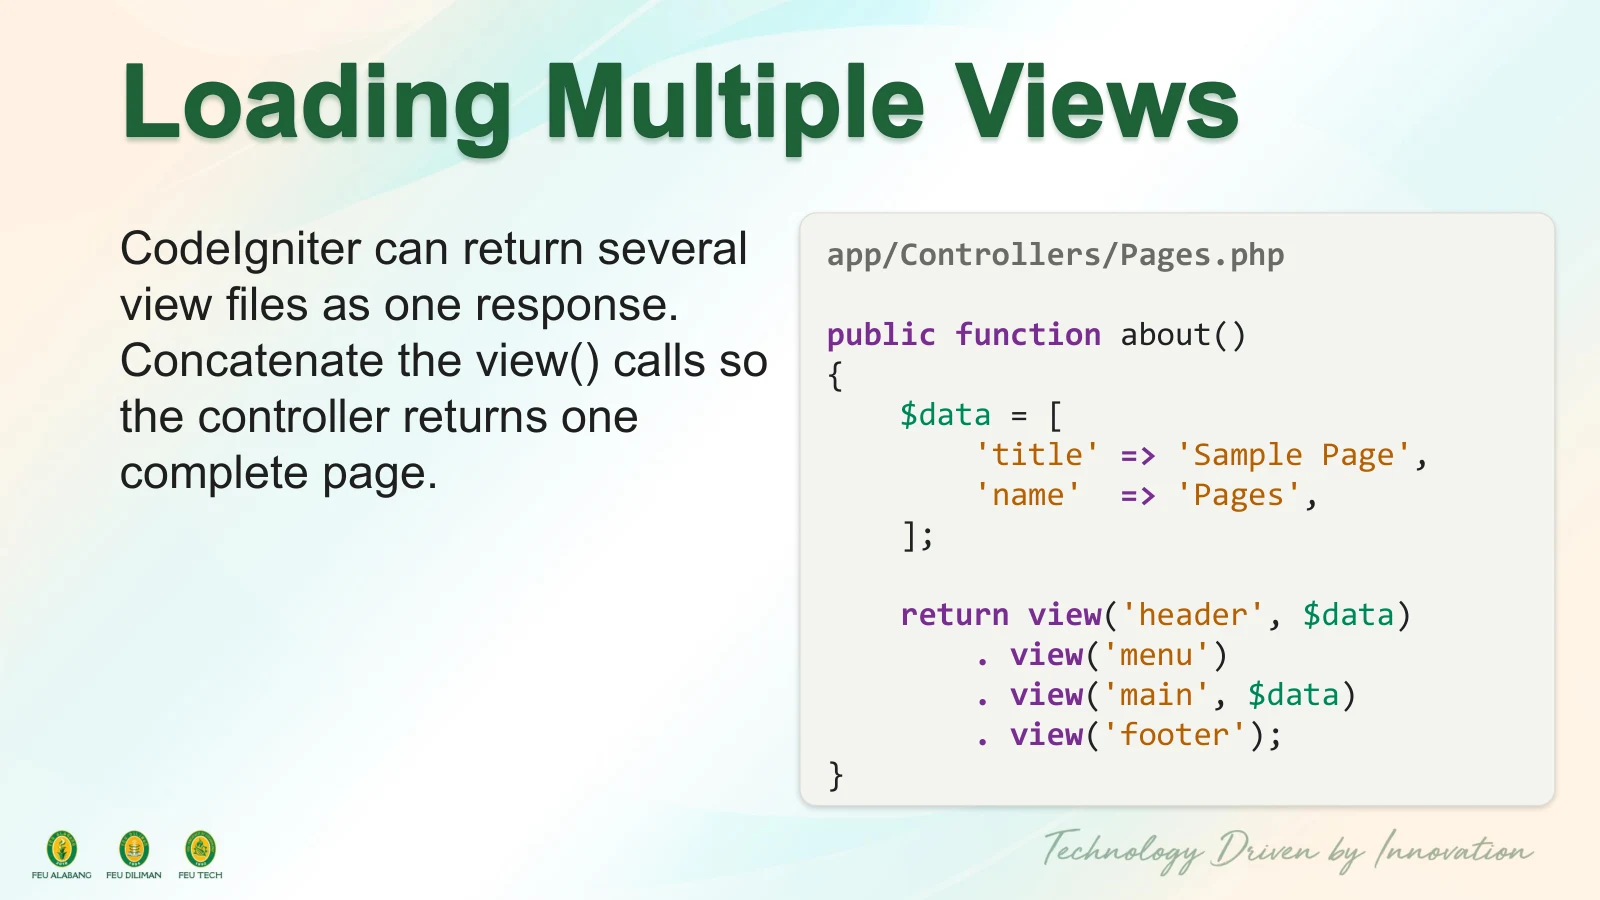 Loading Multiple Views
CodeIgniter can return several
view files as one response.
Concatenate the view() calls so
the controller returns one
complete page.
app/Controllers/Pages.php
public function about()
{
    $data = [
        'title' => 'Sample Page',
        'name'  => 'Pages',
    ];
    return view('header', $data)
        . view('menu')
        . view('main', $data)
        . view('footer');
}
FEU ALABANG
FEU DILIMAN
FEU TECH
Technology Driven by Innovation